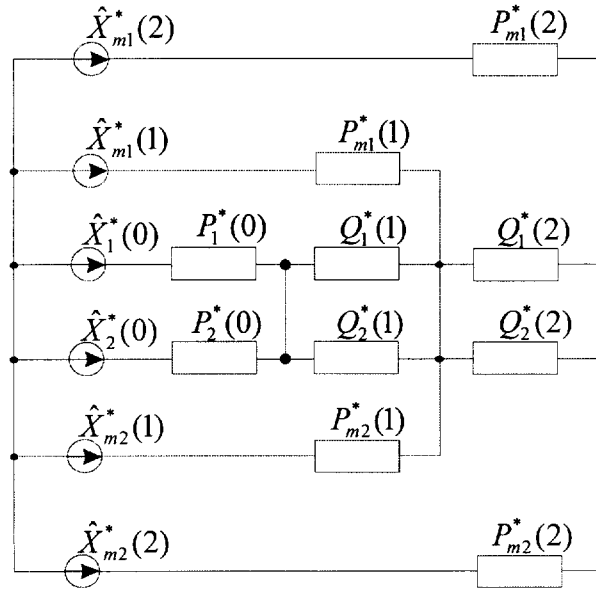 X̂*m1(2) P*m1(2)
X̂*m1(1) P*m1(1)
X̂*1(0) P*1(0) Q*1(1) Q*1(2)
X̂*2(0) P*2(0) Q*2(1) Q*2(2)
X̂*m2(1) P*m2(1)
X̂*m2(2) P*m2(2)